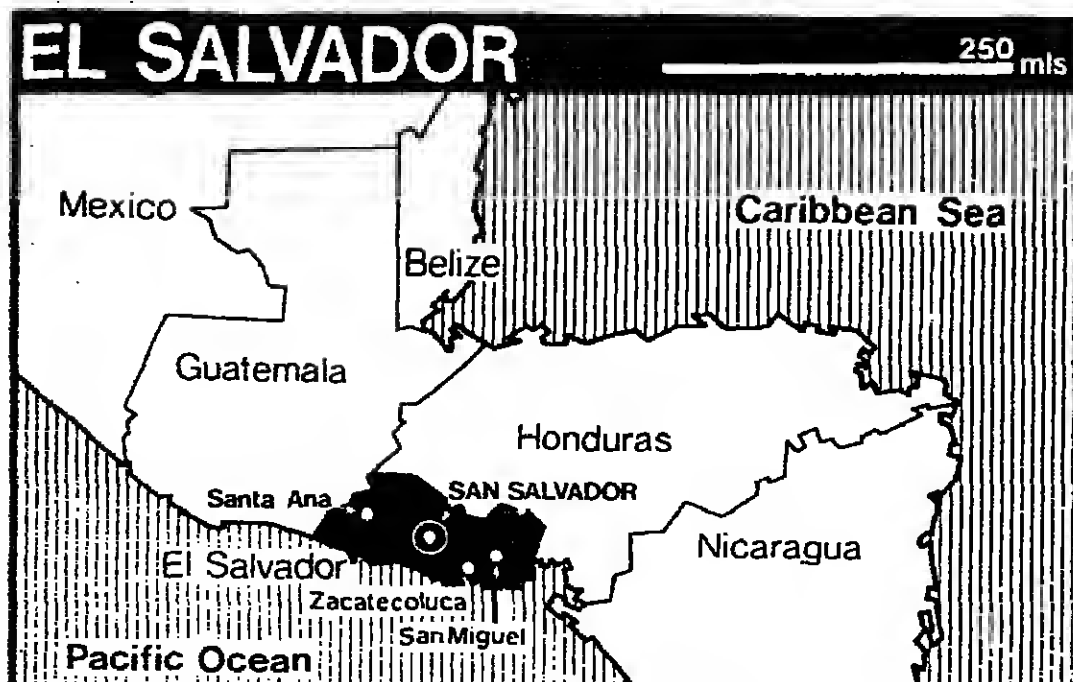 EL SALVADOR
250 mls
Mexico
Caribbean Sea
Belize
Guatemala
Honduras
Santa Ana
SAN SALVADOR
Nicaragua
El Salvador
Zacatecoluca
San Miguel
Pacific Ocean